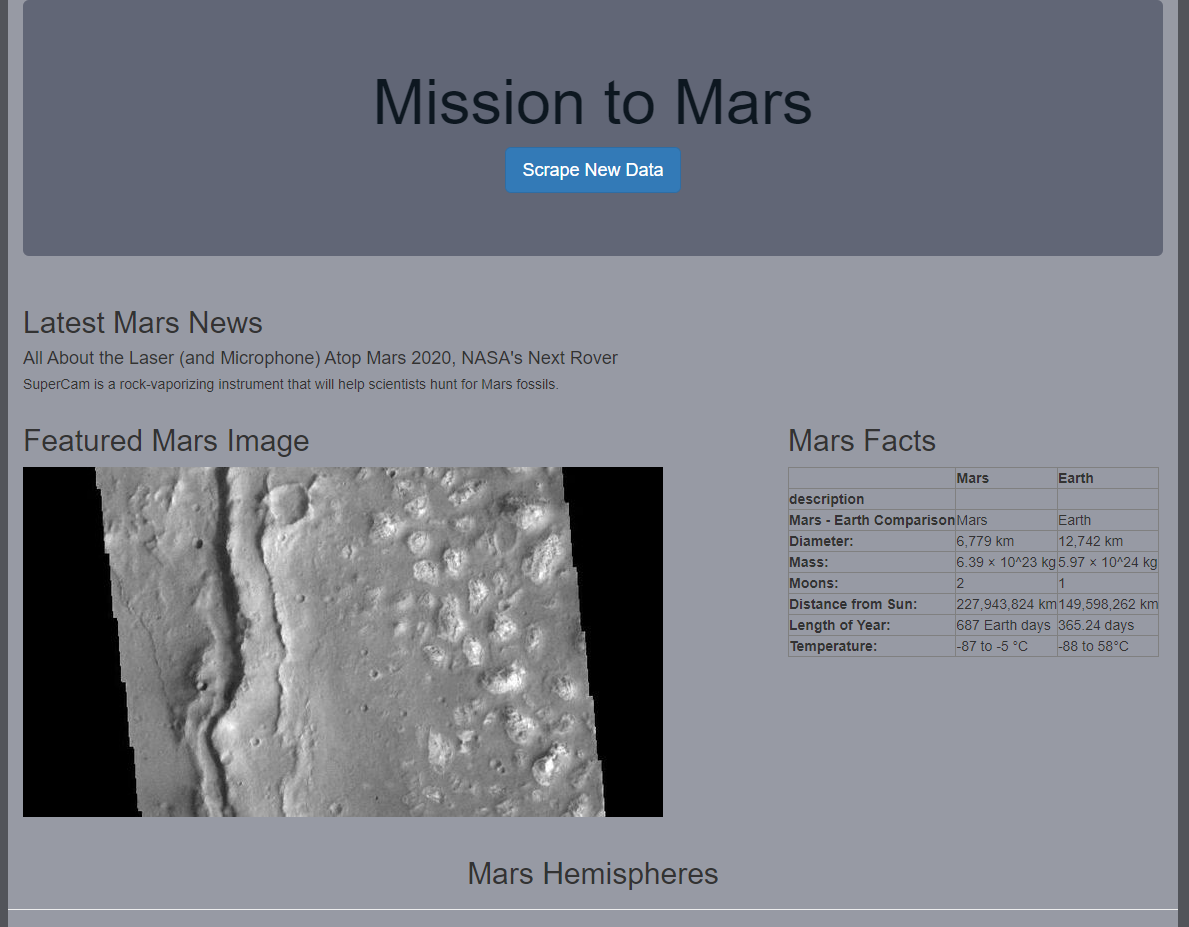 Mission to Mars
Scrape New Data
Latest Mars News
All About the Laser (and Microphone) Atop Mars 2020, NASA's Next Rover
SuperCam is a rock-vaporizing instrument that will help scientists hunt for Mars fossils.
Featured Mars Image
Mars Facts
Mars Earth
description
Mars - Earth Comparison Mars Earth
Diameter: 6,779 km 12,742 km
Mass: 6.39 × 10^23 kg 5.97 × 10^24 kg
Moons: 2 1
Distance from Sun: 227,943,824 km 149,598,262 km
Length of Year: 687 Earth days 365.24 days
Temperature: -87 to -5 °C -88 to 58°C
Mars Hemispheres